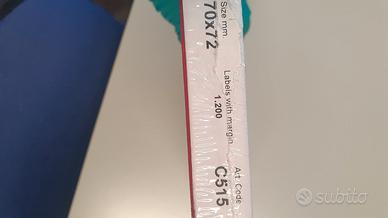 Size mm
70x72
Labels with margin
1.200
Art. Code
C515
subito